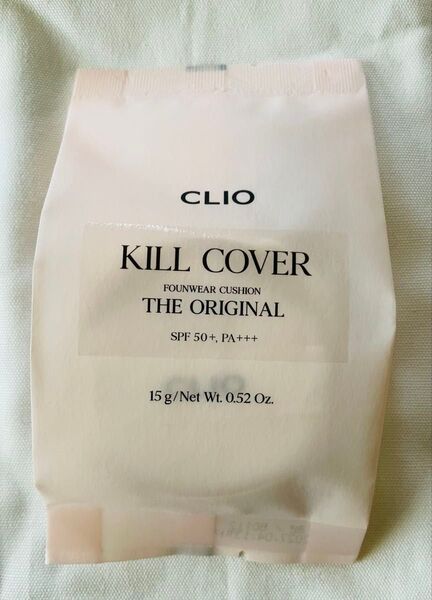 CLIO
KILL COVER
FOUNWEAR CUSHION
THE ORIGINAL
SPF 50+, PA+++
15 g/Net Wt. 0.52 Oz.